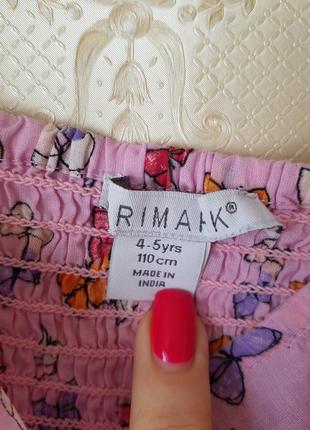 RIMARK®
4-5yrs
110cm
MADE IN
INDIA